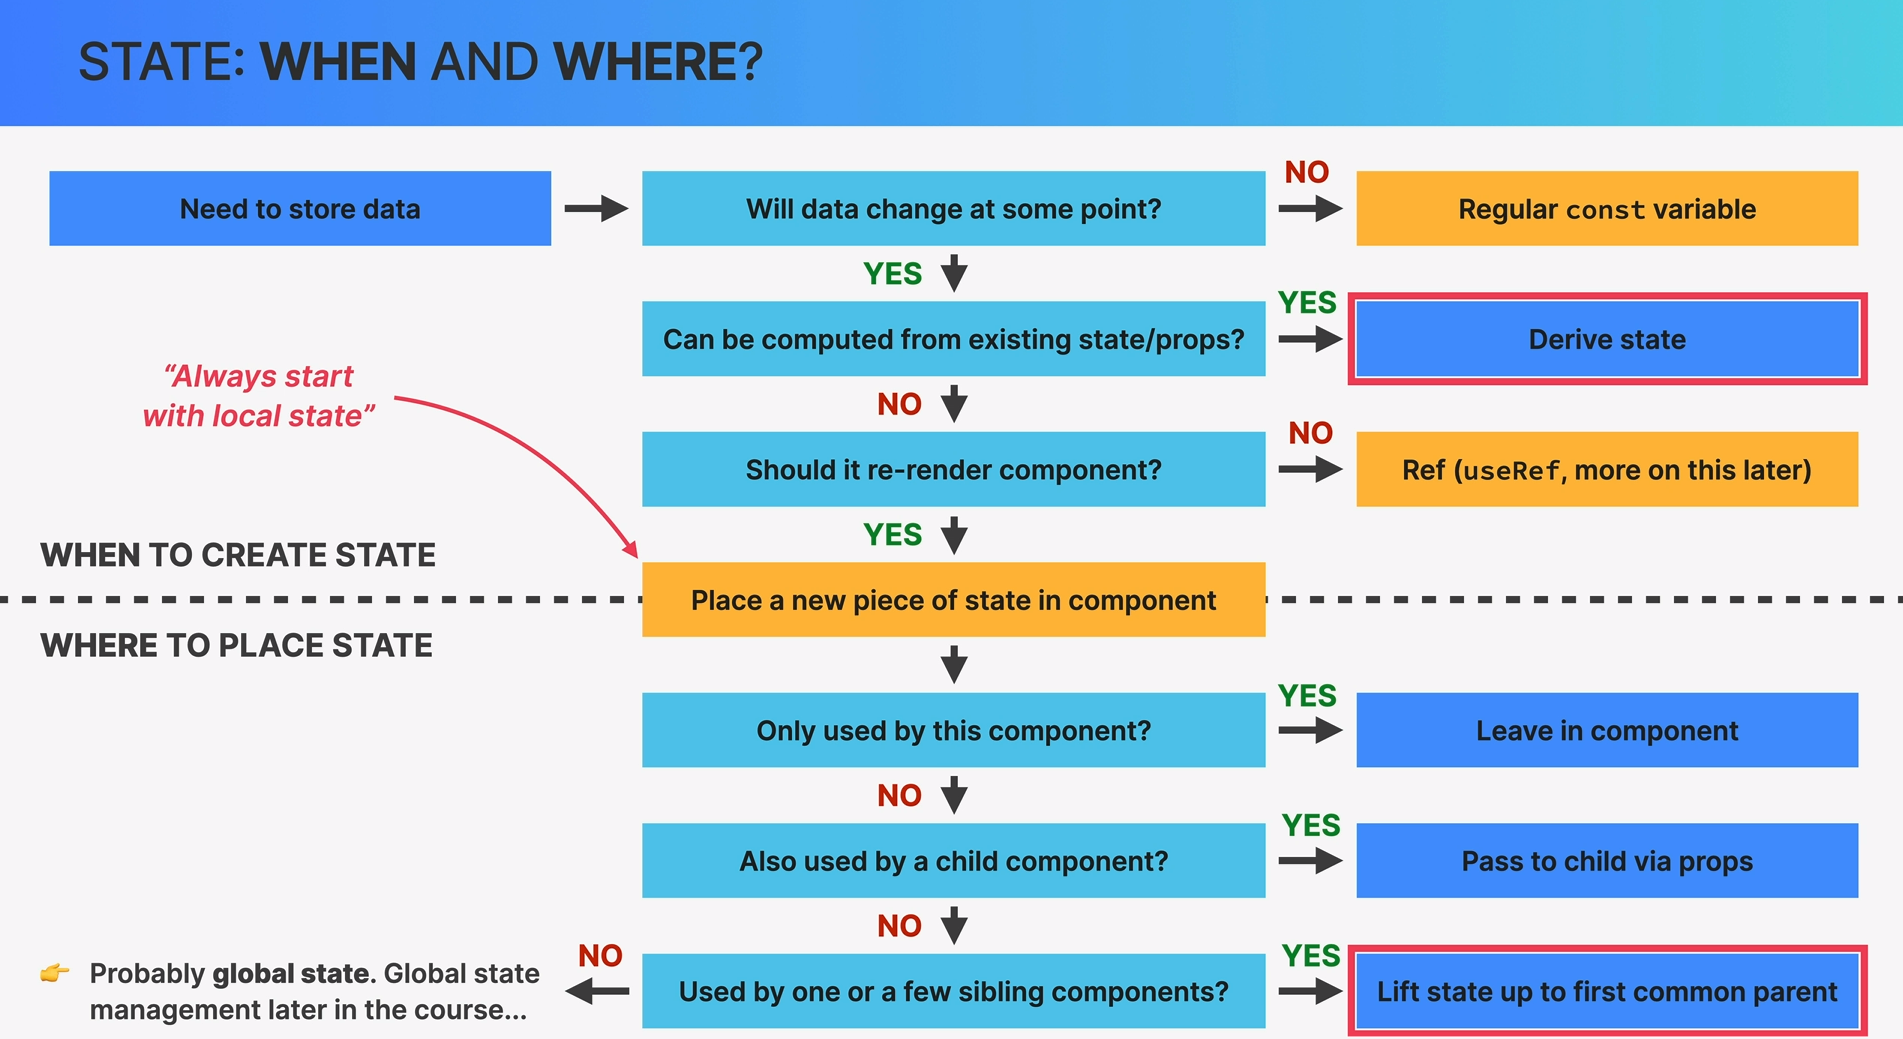 STATE: WHEN AND WHERE?
Need to store data
Will data change at some point?
NO
Regular const variable
YES
Can be computed from existing state/props?
YES
Derive state
“Always start
with local state”
NO
Should it re-render component?
NO
Ref (useRef, more on this later)
YES
WHEN TO CREATE STATE
Place a new piece of state in component
WHERE TO PLACE STATE
Only used by this component?
YES
Leave in component
NO
Also used by a child component?
YES
Pass to child via props
NO
Used by one or a few sibling components?
YES
Lift state up to first common parent
NO
👉 Probably global state. Global state
management later in the course...